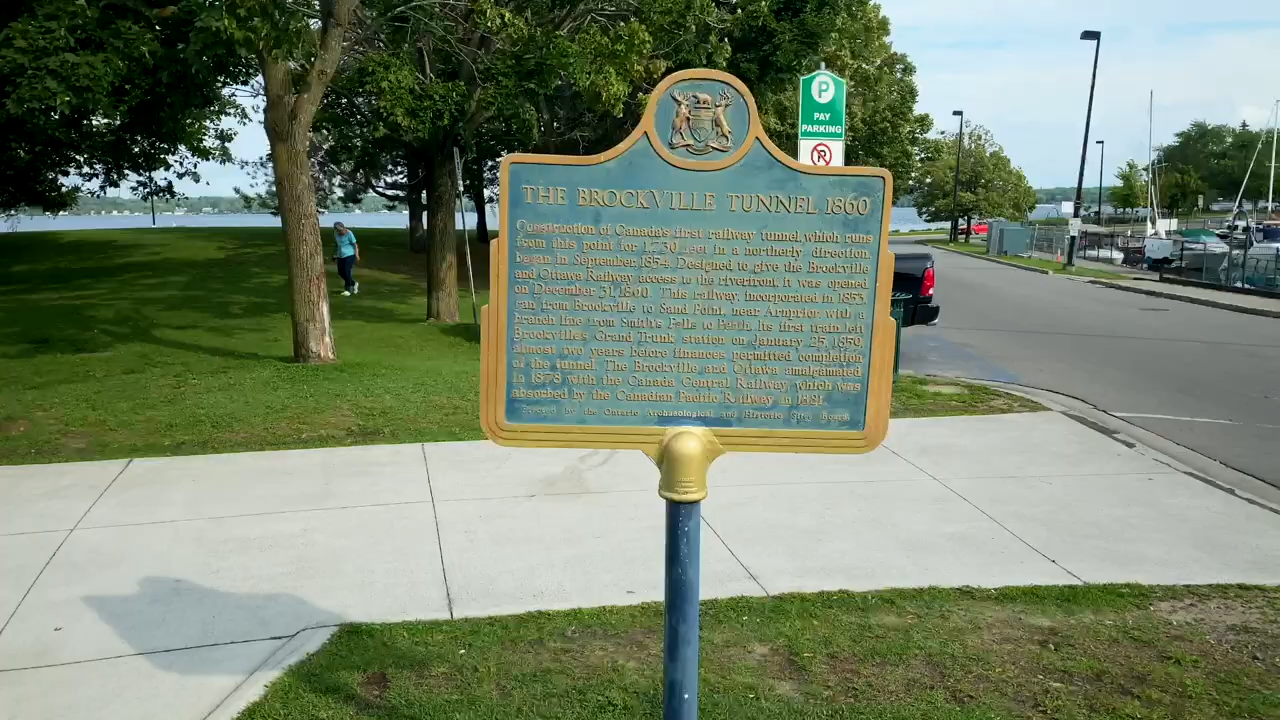 P
PAY
PARKING
THE BROCKVILLE TUNNEL 1860
Construction of Canada's first railway tunnel, which runs
from this point for 1,730 feet in a northerly direction,
began in September, 1854. Designed to give the Brockville
and Ottawa Railway access to the riverfront, it was opened
on December 31, 1860. This railway, incorporated in 1853,
ran from Brockville to Sand Point, near Arnprior with a
branch line from Smiths Falls to Perth. Its first train left
Brockville's Grand Trunk station on January 25, 1859,
almost two years before finances permitted completion
of the tunnel. The Brockville and Ottawa amalgamated
in 1878 with the Canada Central Railway, which was
absorbed by the Canadian Pacific Railway in 1881.
Erected by the Ontario Archaeological and Historic Sites Board